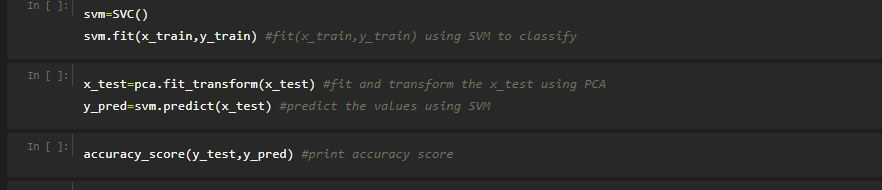 In [ ]:
svm=SVC()
svm.fit(x_train,y_train) #fit(x_train,y_train) using SVM to classify
In [ ]:
x_test=pca.fit_transform(x_test) #fit and transform the x_test using PCA
y_pred=svm.predict(x_test) #predict the values using SVM
In [ ]:
accuracy_score(y_test,y_pred) #print accuracy score